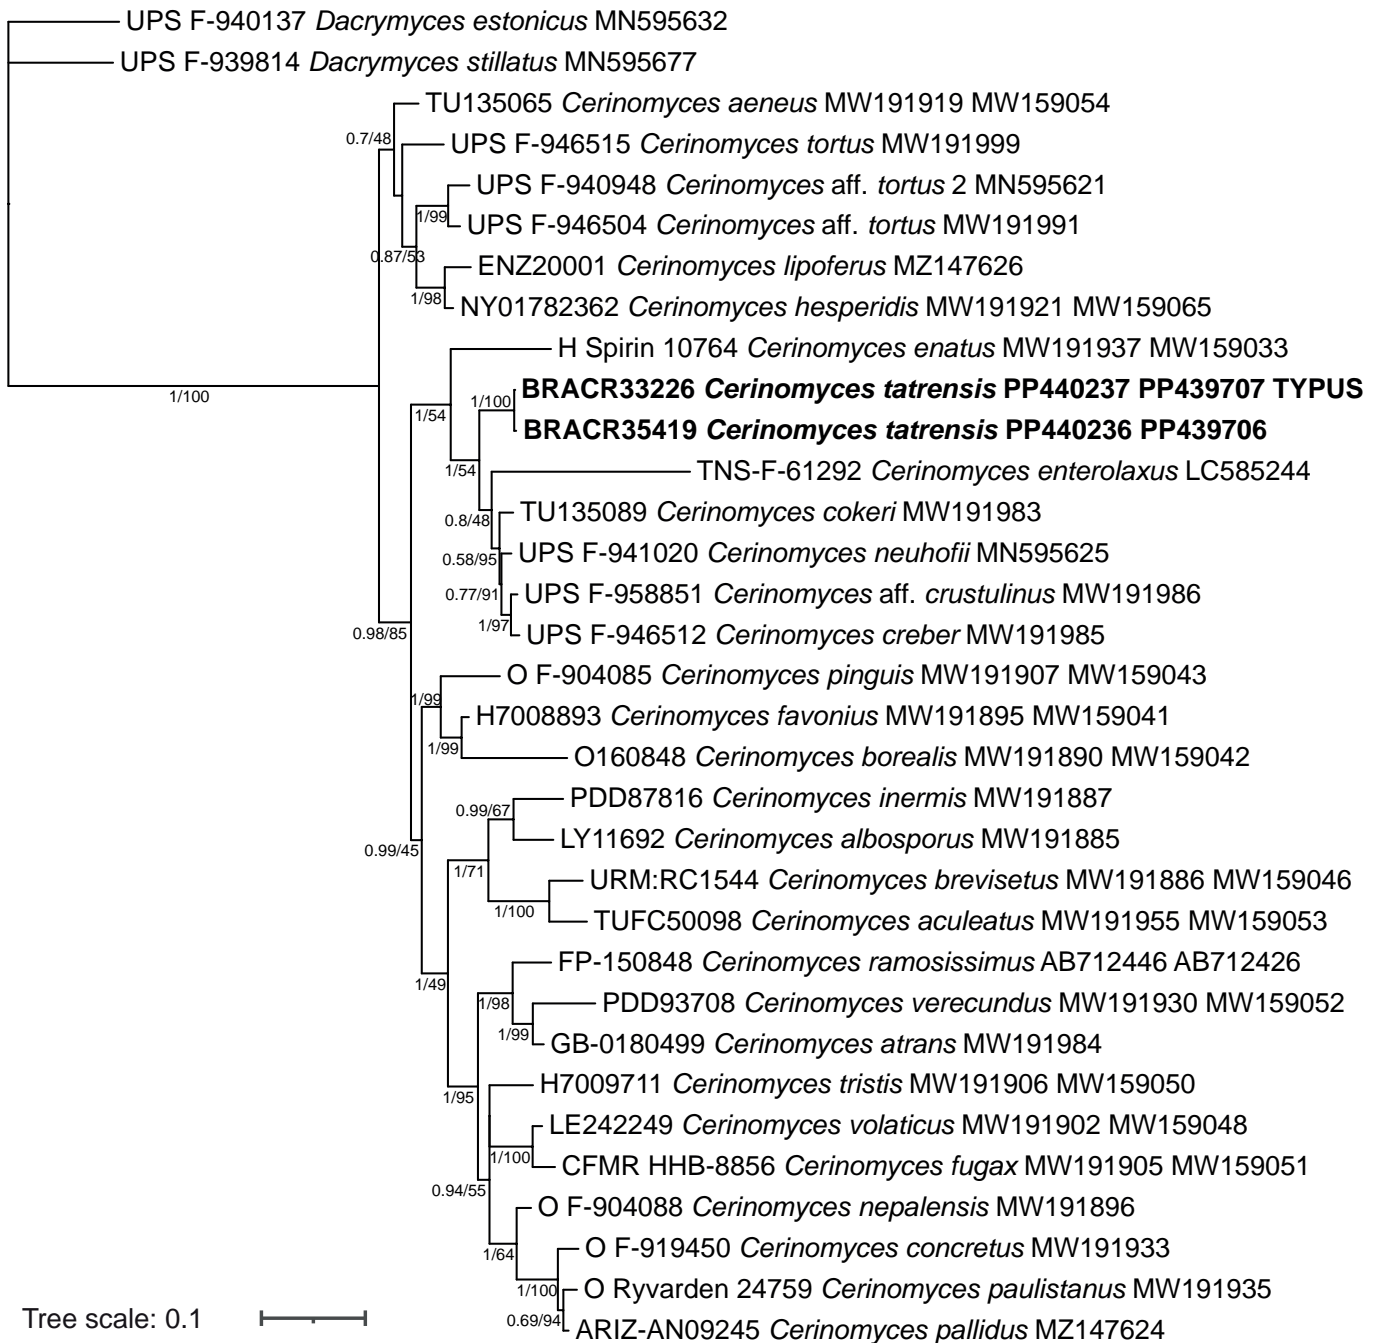 UPS F-940137 Dacrymyces estonicus MN595632
UPS F-939814 Dacrymyces stillatus MN595677
TU135065 Cerinomyces aeneus MW191919 MW159054
0.7/48
UPS F-946515 Cerinomyces tortus MW191999
UPS F-940948 Cerinomyces aff. tortus 2 MN595621
1/99
UPS F-946504 Cerinomyces aff. tortus MW191991
0.87/53
ENZ20001 Cerinomyces lipoferus MZ147626
1/98
NY01782362 Cerinomyces hesperidis MW191921 MW159065
H Spirin 10764 Cerinomyces enatus MW191937 MW159033
1/100
BRACR33226 Cerinomyces tatrensis PP440237 PP439707 TYPUS
1/100
1/54
BRACR35419 Cerinomyces tatrensis PP440236 PP439706
1/54
TNS-F-61292 Cerinomyces enterolaxus LC585244
TU135089 Cerinomyces cokeri MW191983
0.8/48
UPS F-941020 Cerinomyces neuhofii MN595625
0.58/95
UPS F-958851 Cerinomyces aff. crustulinus MW191986
0.77/91
1/97
UPS F-946512 Cerinomyces creber MW191985
0.98/85
O F-904085 Cerinomyces pinguis MW191907 MW159043
1/99
H7008893 Cerinomyces favonius MW191895 MW159041
1/99
O160848 Cerinomyces borealis MW191890 MW159042
PDD87816 Cerinomyces inermis MW191887
0.99/67
LY11692 Cerinomyces albosporus MW191885
0.99/45
1/71
URM:RC1544 Cerinomyces brevisetus MW191886 MW159046
1/100
TUFC50098 Cerinomyces aculeatus MW191955 MW159053
FP-150848 Cerinomyces ramosissimus AB712446 AB712426
1/49
1/98
PDD93708 Cerinomyces verecundus MW191930 MW159052
1/99
GB-0180499 Cerinomyces atrans MW191984
H7009711 Cerinomyces tristis MW191906 MW159050
1/95
LE242249 Cerinomyces volaticus MW191902 MW159048
1/100
CFMR HHB-8856 Cerinomyces fugax MW191905 MW159051
0.94/55
O F-904088 Cerinomyces nepalensis MW191896
1/64
O F-919450 Cerinomyces concretus MW191933
1/100
O Ryvarden 24759 Cerinomyces paulistanus MW191935
0.69/94
ARIZ-AN09245 Cerinomyces pallidus MZ147624
Tree scale: 0.1